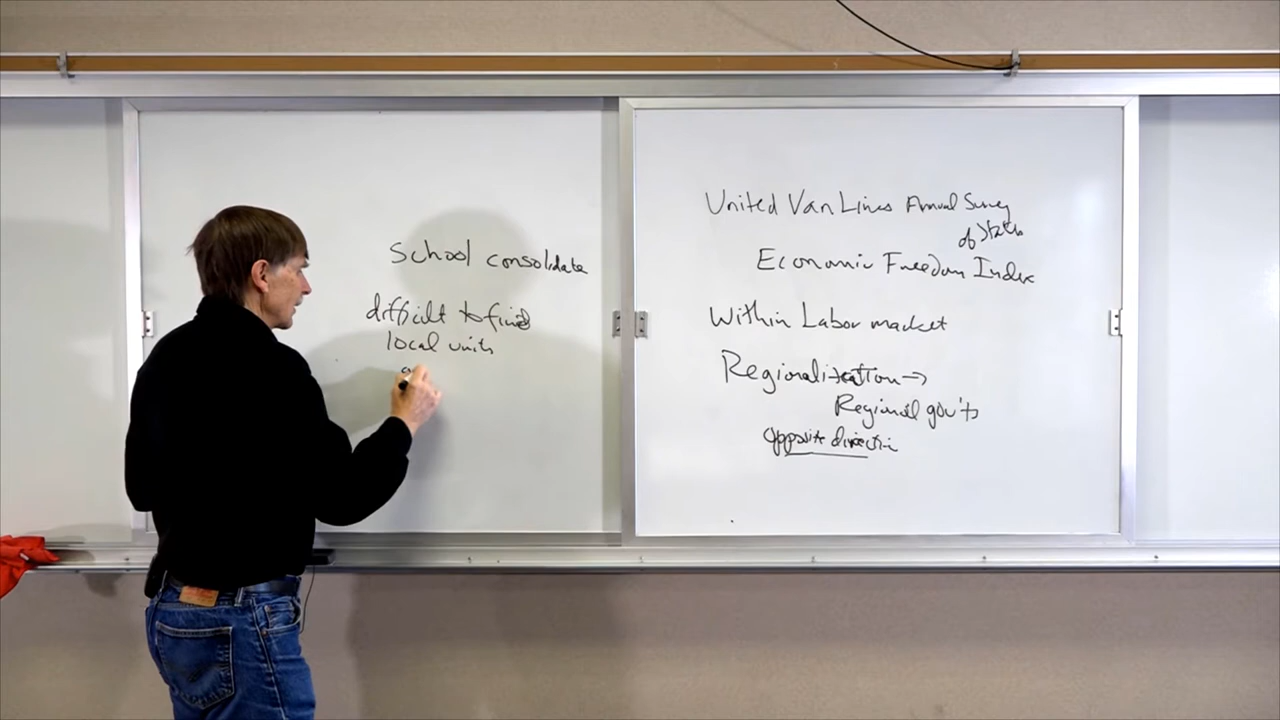 School consolidate
difficult to find
local units
United Van Lines Annual Survey
of States
Economic Freedom Index
Within Labor market
Regionalization →
Regional gov'ts
opposite direction